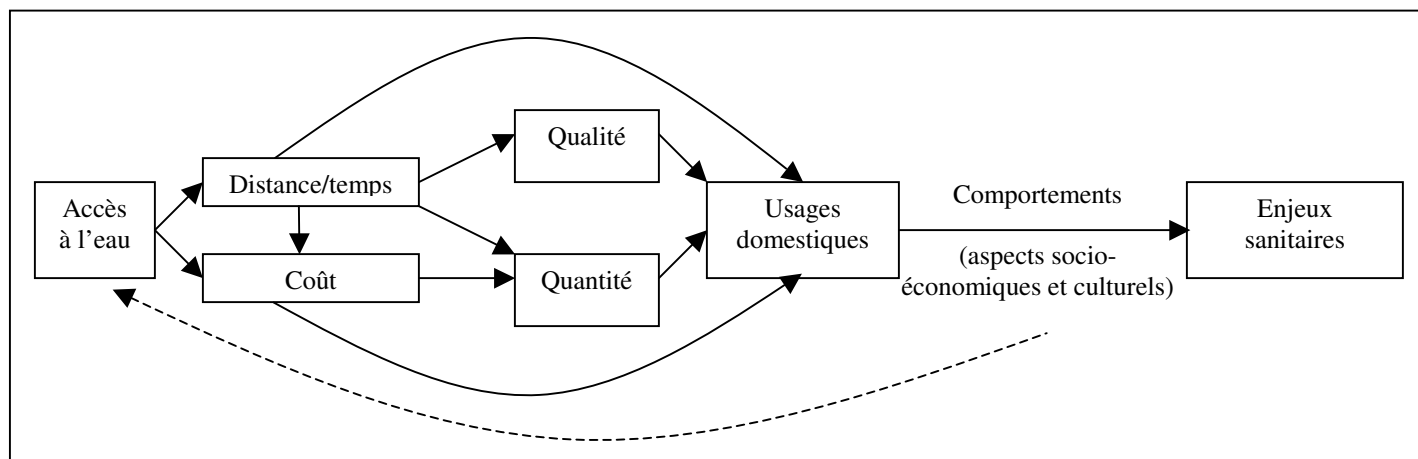 Accès
à l’eau
Distance/temps
Coût
Qualité
Quantité
Usages
domestiques
Comportements
(aspects socio-
économiques et culturels)
Enjeux
sanitaires